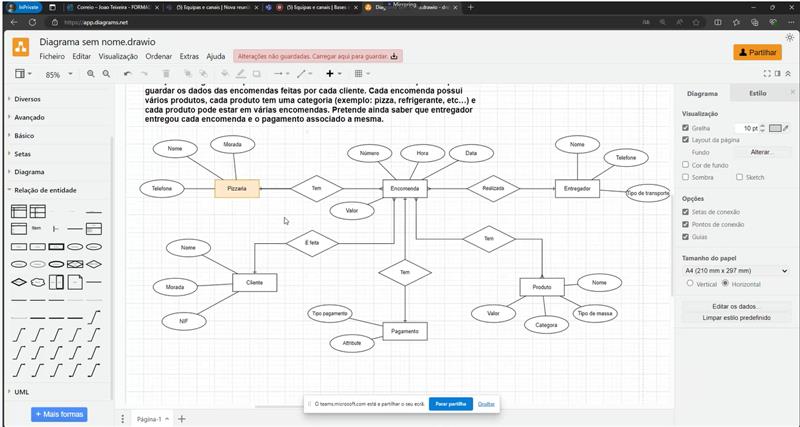 Mirroring
InPrivate
Correio – Joao Teixeira - FORMAD
(5) Equipas e canais | Nova reunião
(5) Equipas e canais | Bases
https://app.diagrams.net
Diagrama sem nome.drawio
Ficheiro Editar Visualização Ordenar Extras Ajuda
Alterações não guardadas. Carregar aqui para guardar.
Partilhar
85%
Diversos
Avançado
Básico
Setas
Diagrama
Relação de entidade
Item
UML
+ Mais formas
guardar os dados das encomendas feitas por cada cliente. Cada encomenda possui
vários produtos, cada produto tem uma categoria (exemplo: pizza, refrigerante, etc...) e
cada produto pode estar em várias encomendas. Pretende ainda saber que entregador
entregou cada encomenda e o pagamento associado a mesma.
Nome
Morada
Telefone
Pizzaria
Tem
Número
Hora
Data
Encomenda
Valor
Realizada
Entregador
Nome
Telefone
Tipo de transporte
É feita
Nome
Morada
NIF
Cliente
Tem
Tipo pagamento
Attribute
Pagamento
Tem
Produto
Nome
Valor
Categora
Tipo de massa
Página-1
teams.microsoft.com está a partilhar o seu ecrã.
Parar partilha
Ocultar
Diagrama
Estilo
Visualização
Grelha
10 pt
Layout da página
Fundo
Alterar...
Cor de fundo
Sombra
Sketch
Opções
Setas de conexão
Pontos de conexão
Guias
Tamanho do papel
A4 (210 mm x 297 mm)
Vertical
Horizontal
Editar os dados...
Limpar estilo predefinido